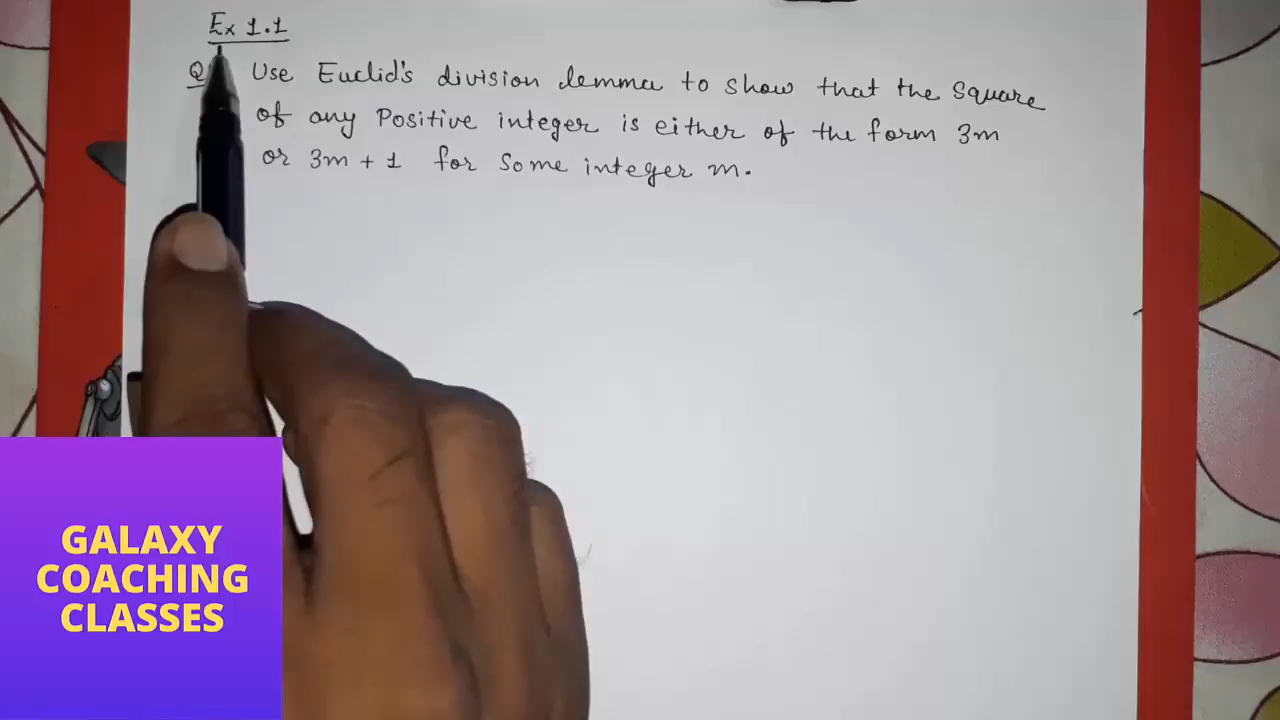 Ex 1.1
Q Use Euclid's division lemma to show that the square
of any Positive integer is either of the form 3m
or 3m + 1 for some integer m.
GALAXY
COACHING
CLASSES